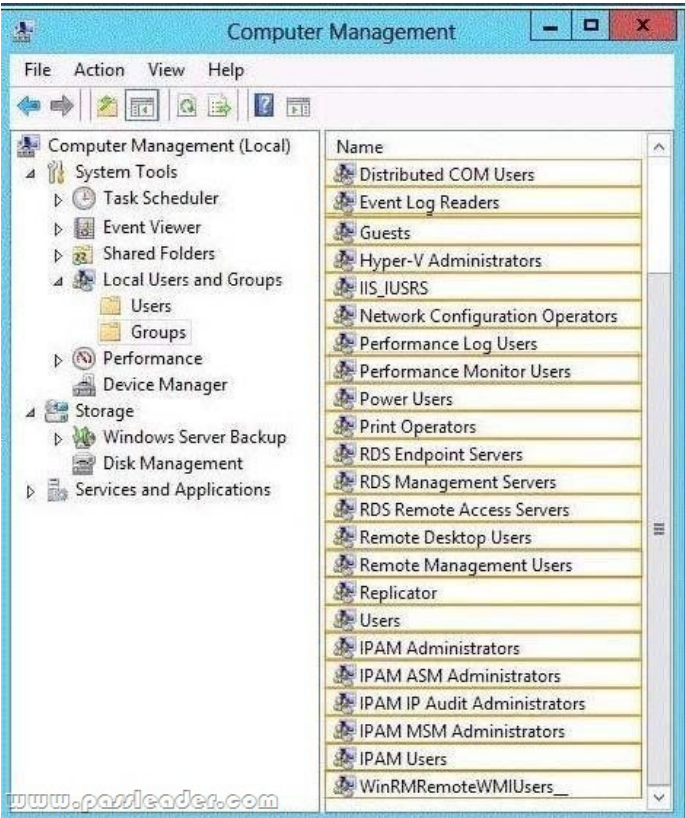 Computer Management
File Action View Help
Computer Management (Local)
System Tools
Task Scheduler
Event Viewer
Shared Folders
Local Users and Groups
Users
Groups
Performance
Device Manager
Storage
Windows Server Backup
Disk Management
Services and Applications
Name
Distributed COM Users
Event Log Readers
Guests
Hyper-V Administrators
IIS_IUSRS
Network Configuration Operators
Performance Log Users
Performance Monitor Users
Power Users
Print Operators
RDS Endpoint Servers
RDS Management Servers
RDS Remote Access Servers
Remote Desktop Users
Remote Management Users
Replicator
Users
IPAM Administrators
IPAM ASM Administrators
IPAM IP Audit Administrators
IPAM MSM Administrators
IPAM Users
WinRMRemoteWMIUsers__
www.passleader.com